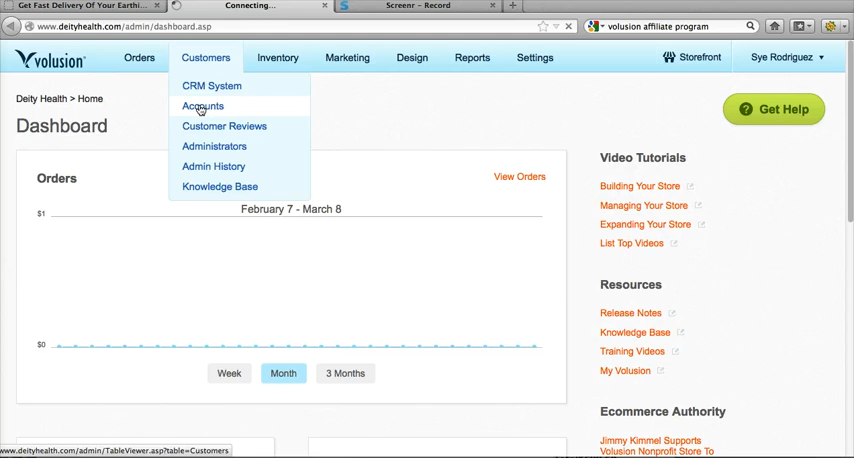 Get Fast Delivery Of Your Earthi... × Connecting... × Screenr - Record × +
www.deityhealth.com/admin/dashboard.asp
volusion affiliate program
volusion
Orders Customers Inventory Marketing Design Reports Settings Storefront Sye Rodriguez
CRM System
Accounts
Customer Reviews
Administrators
Admin History
Knowledge Base
Deity Health > Home
Dashboard
? Get Help
Orders
View Orders
February 7 - March 8
$1
$0
Week Month 3 Months
Video Tutorials
Building Your Store
Managing Your Store
Expanding Your Store
List Top Videos
Resources
Release Notes
Knowledge Base
Training Videos
My Volusion
Ecommerce Authority
Jimmy Kimmel Supports
Volusion Nonprofit Store To
www.deityhealth.com/admin/TableViewer.asp?table=Customers